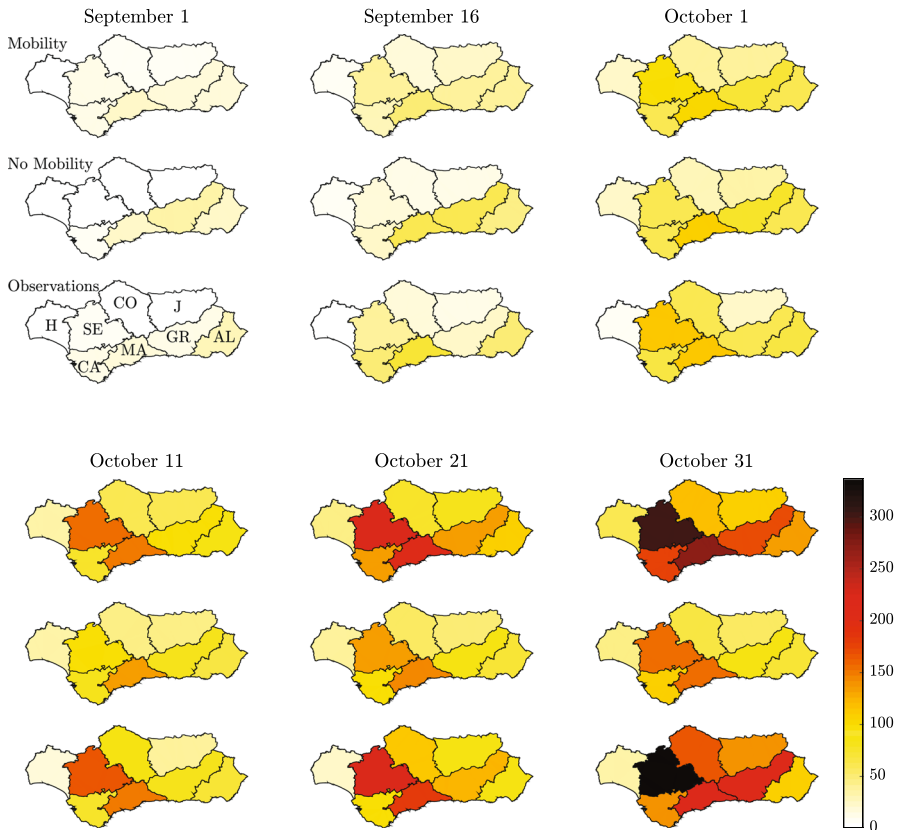 September 1 September 16 October 1
Mobility
No Mobility
Observations
CO J
H SE GR AL
MA
CA
October 11 October 21 October 31
300
250
200
150
100
50
0